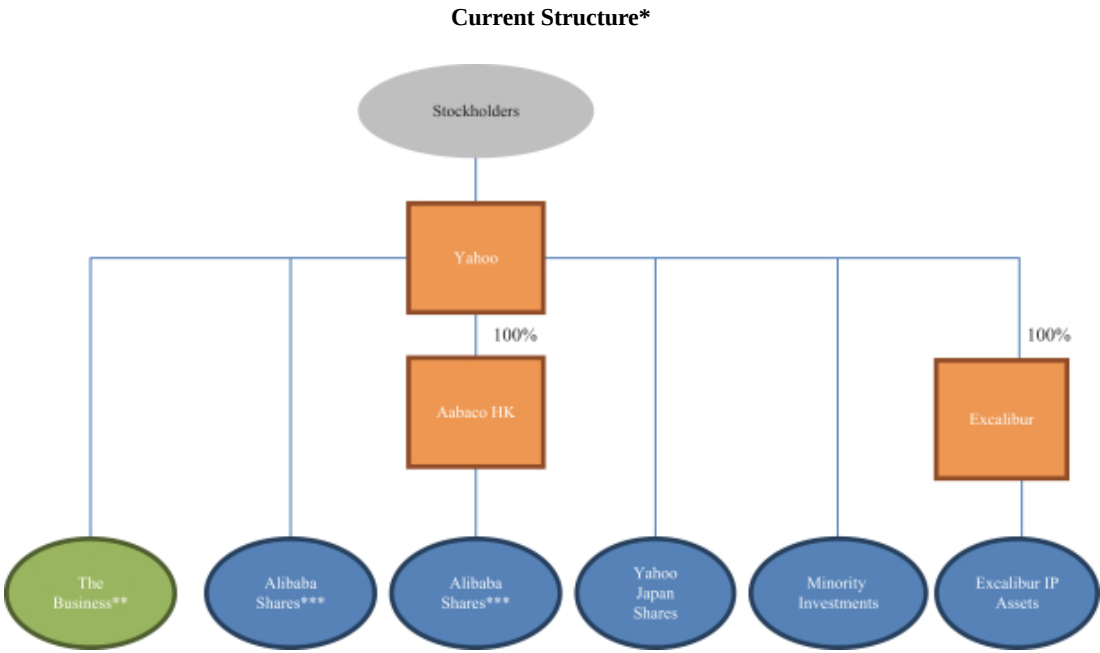 Current Structure*
Stockholders
Yahoo
100%
100%
Aabaco HK
Excalibur
The
Business**
Alibaba
Shares***
Alibaba
Shares***
Yahoo
Japan
Shares
Minority
Investments
Excalibur IP
Assets